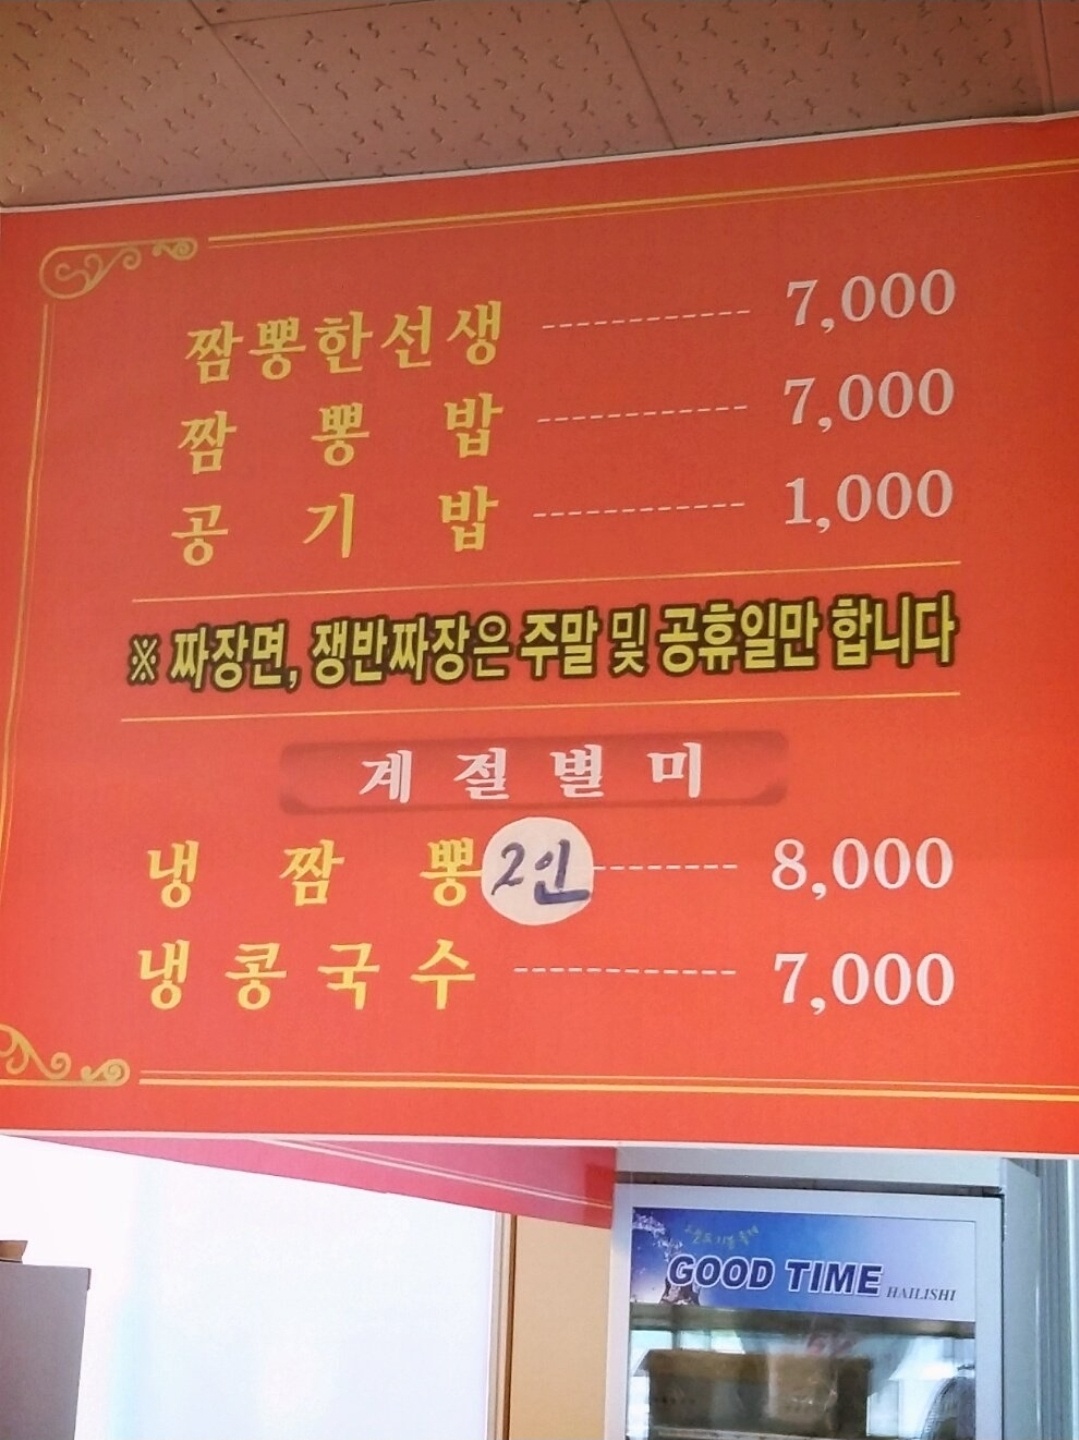 짬뽕한선생 ------------ 7,000
짬 뽕 밥 ------------ 7,000
공 기 밥 ------------ 1,000
※ 짜장면, 쟁반짜장은 주말 및 공휴일만 합니다
계 절 별 미
냉 짬 뽕 2인 -------- 8,000
냉 콩 국 수 ------------ 7,000
GOOD TIME HAILISHI